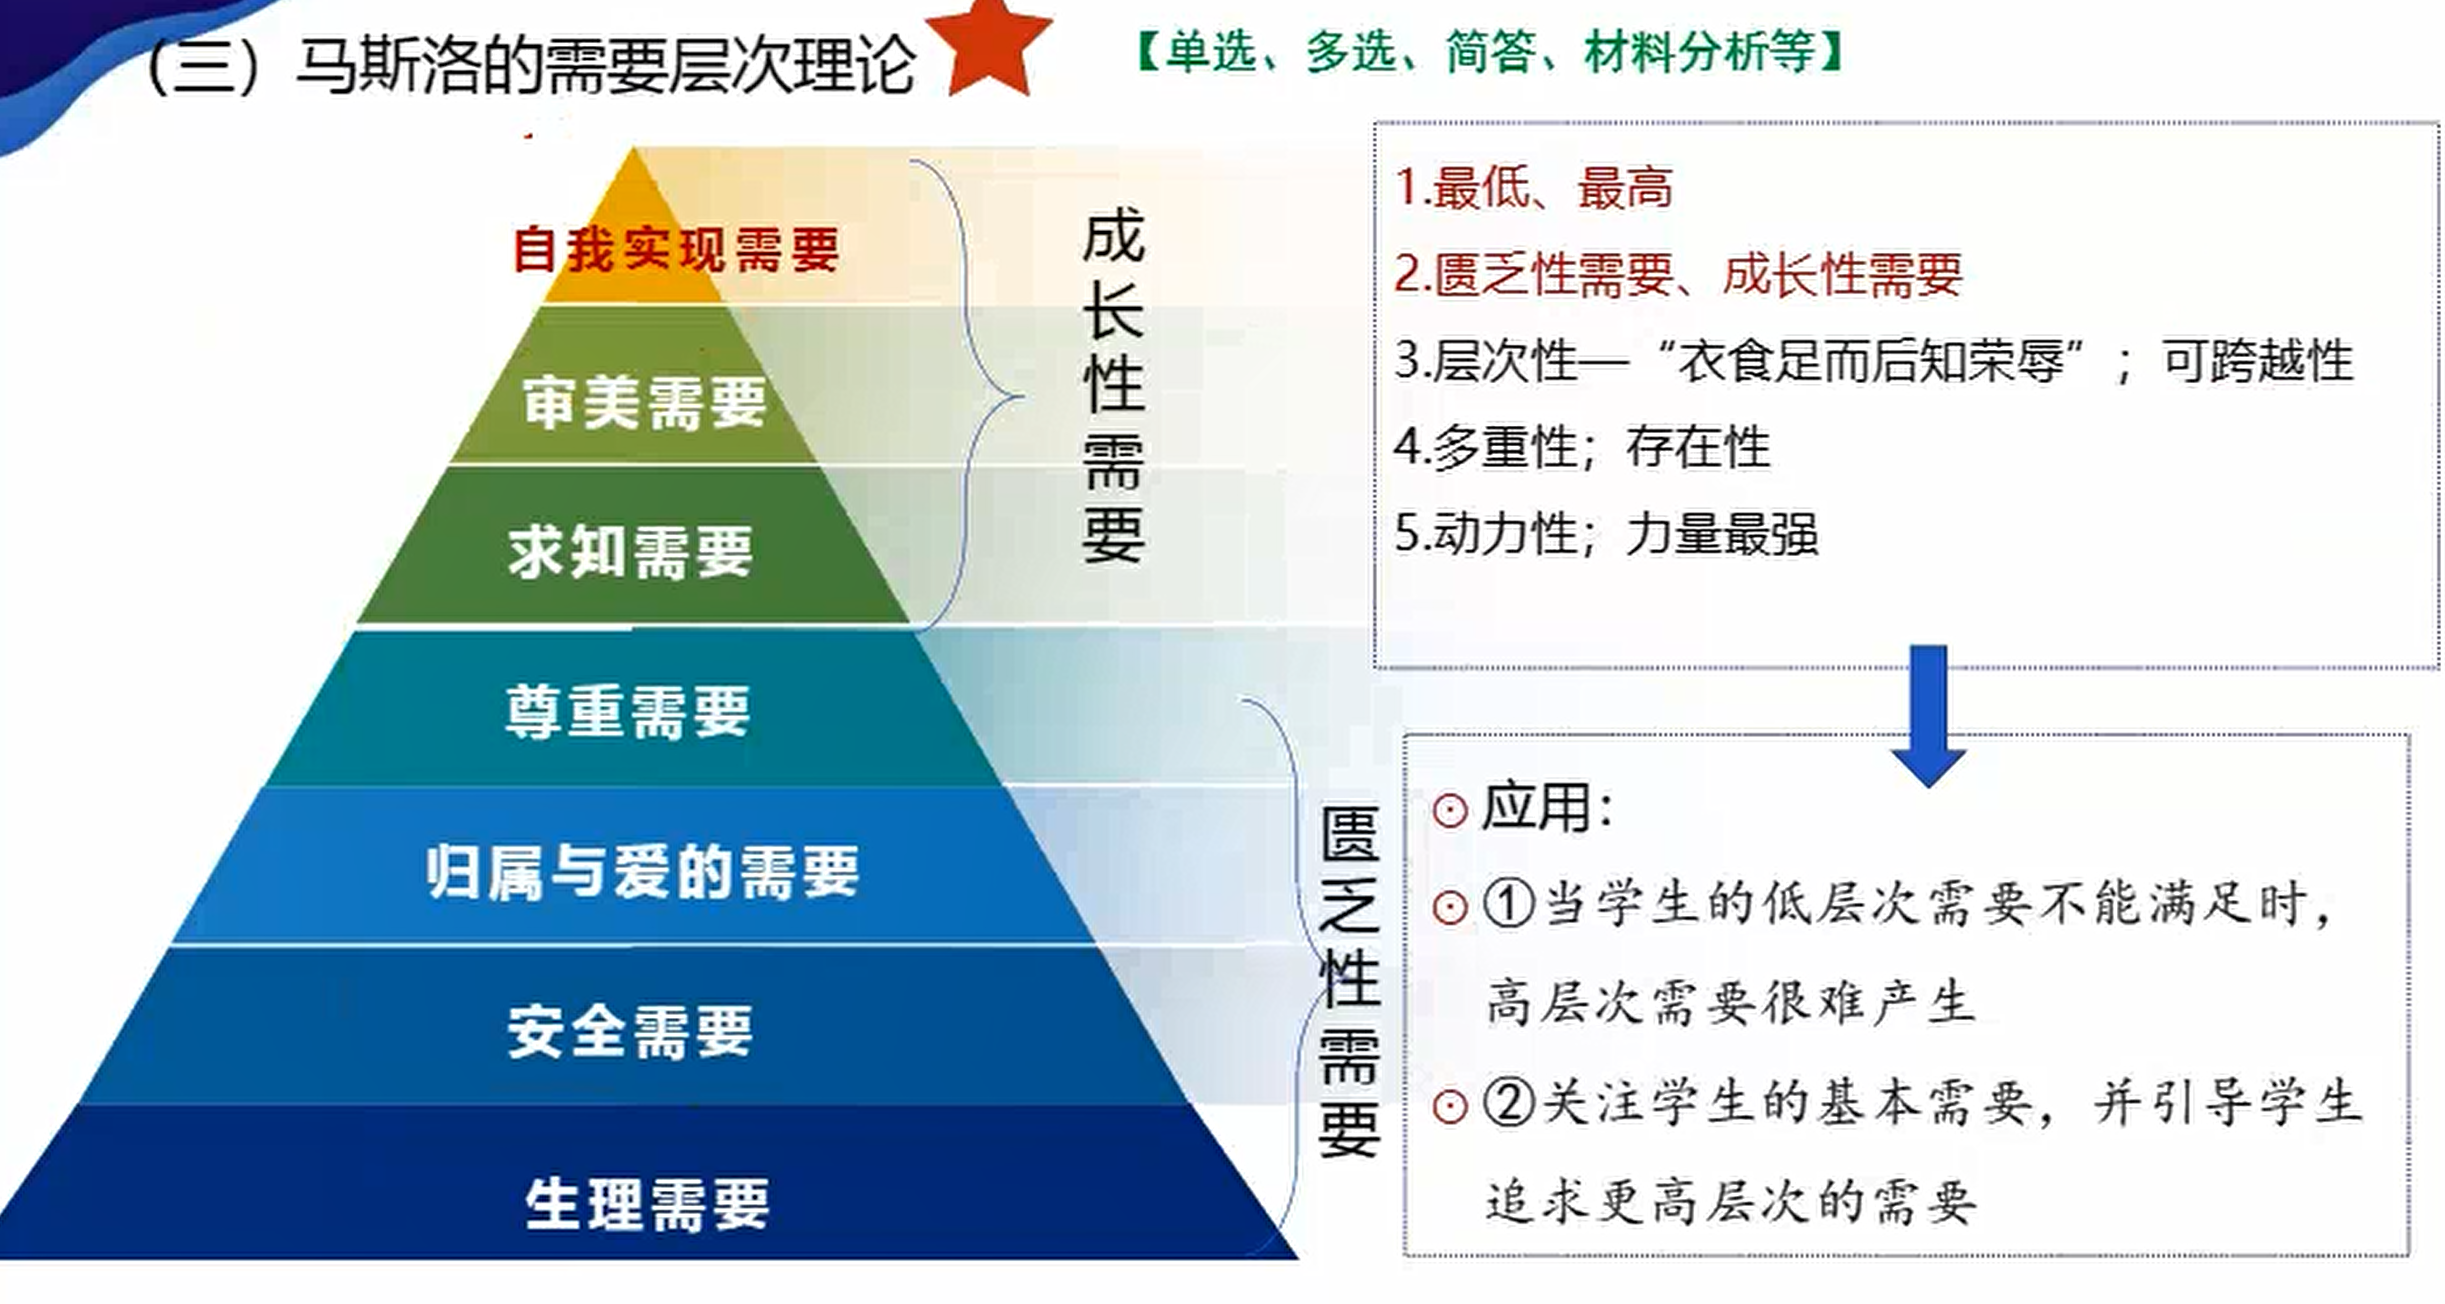 （三）马斯洛的需要层次理论
【单选、多选、简答、材料分析等】
自我实现需要
审美需要
求知需要
尊重需要
归属与爱的需要
安全需要
生理需要
成长性需要
匮乏性需要
1.最低、最高
2.匮乏性需要、成长性需要
3.层次性—“衣食足而后知荣辱”；可跨越性
4.多重性；存在性
5.动力性；力量最强
应用：
①当学生的低层次需要不能满足时，
高层次需要很难产生
②关注学生的基本需要，并引导学生
追求更高层次的需要